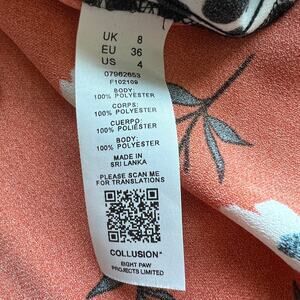 UK 8
EU 36
US 4
07962653
F102109
BODY:
100% POLYESTER
CORPS:
100% POLYESTER
CUERPO:
100% POLIÉSTER
BODY:
100% POLYESTER
MADE IN
SRI LANKA
PLEASE SCAN ME
FOR TRANSLATIONS
COLLUSION"
EIGHT PAW
PROJECTS LIMITED